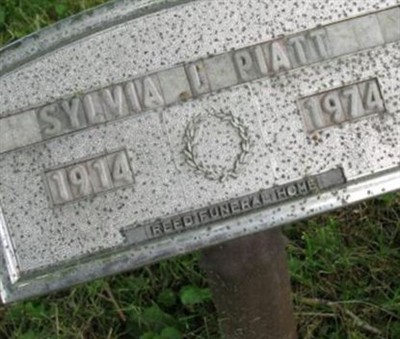 SYLVIA J PIATT
1914 1974
REED FUNERAL HOME